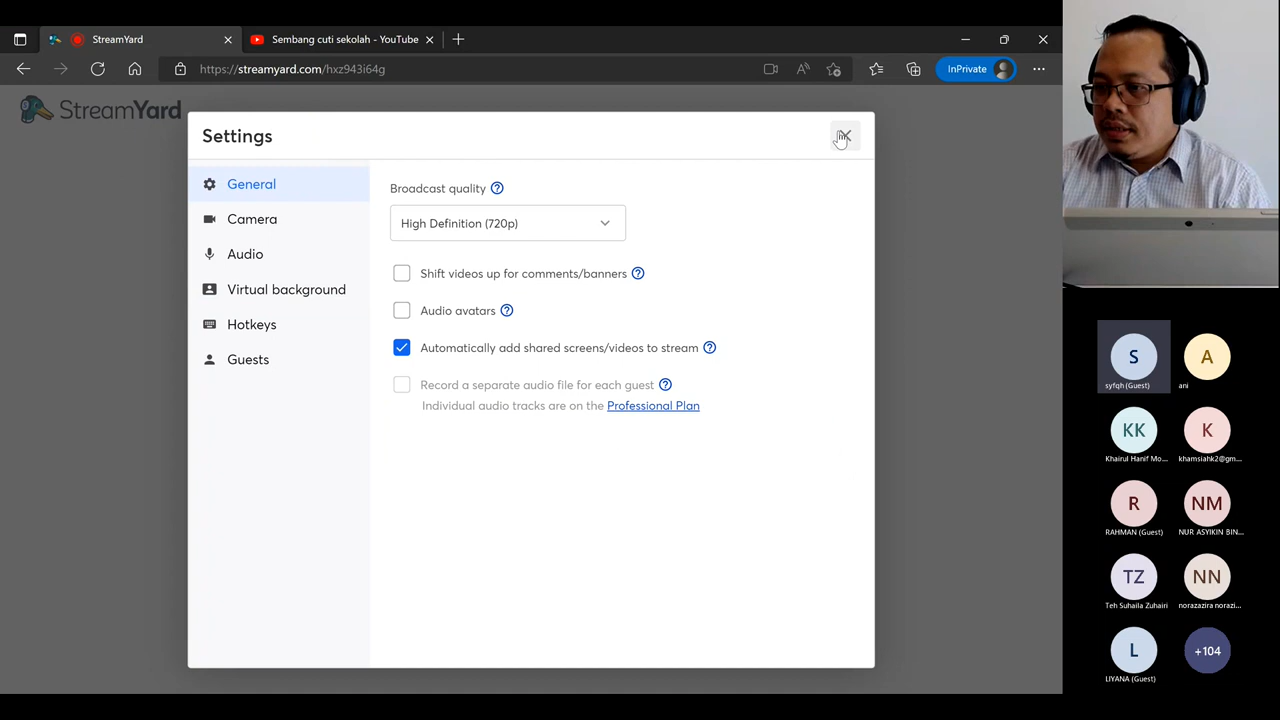 StreamYard
Sembang cuti sekolah - YouTube
https://streamyard.com/hxz943i64g
InPrivate
StreamYard
Settings
General
Camera
Audio
Virtual background
Hotkeys
Guests
Broadcast quality
High Definition (720p)
Shift videos up for comments/banners
Audio avatars
Automatically add shared screens/videos to stream
Record a separate audio file for each guest
Individual audio tracks are on the Professional Plan
S
syfqh (Guest)
A
ani
KK
Khairul Hanif Mo...
K
khamsiahk2@gm...
R
RAHMAN (Guest)
NM
NUR ASYIKIN BIN...
TZ
Teh Suhaila Zuhairi
NN
norazazira norazi...
L
LIYANA (Guest)
+104